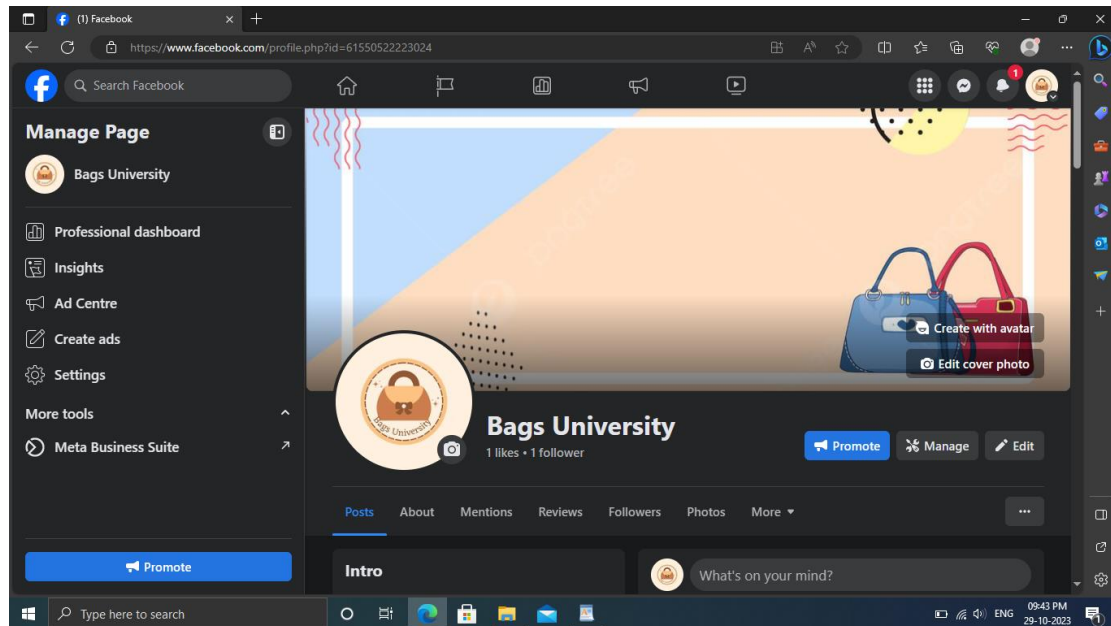 (1) Facebook
https://www.facebook.com/profile.php?id=61550522223024
Search Facebook
1
Manage Page
Bags University
Professional dashboard
Insights
Ad Centre
Create ads
Settings
More tools
Meta Business Suite
Promote
Create with avatar
Edit cover photo
Bags University
Bags University
1 likes • 1 follower
Promote
Manage
Edit
Posts
About
Mentions
Reviews
Followers
Photos
More
Intro
What's on your mind?
Type here to search
ENG
09:43 PM
29-10-2023
1